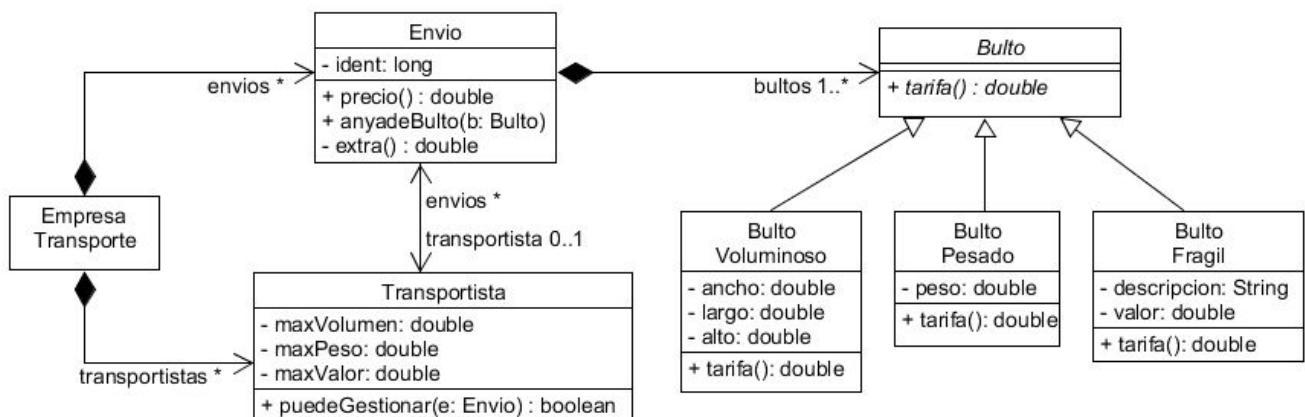 Envio
- ident: long
+ precio() : double
+ anyadeBulto(b: Bulto)
- extra() : double
envios *
bultos 1..*
Bulto
+ tarifa() : double
envios *
transportista 0..1
Empresa
Transporte
transportistas *
Transportista
- maxVolumen: double
- maxPeso: double
- maxValor: double
+ puedeGestionar(e: Envio) : boolean
Bulto
Voluminoso
- ancho: double
- largo: double
- alto: double
+ tarifa(): double
Bulto
Pesado
- peso: double
+ tarifa(): double
Bulto
Fragil
- descripcion: String
- valor: double
+ tarifa(): double